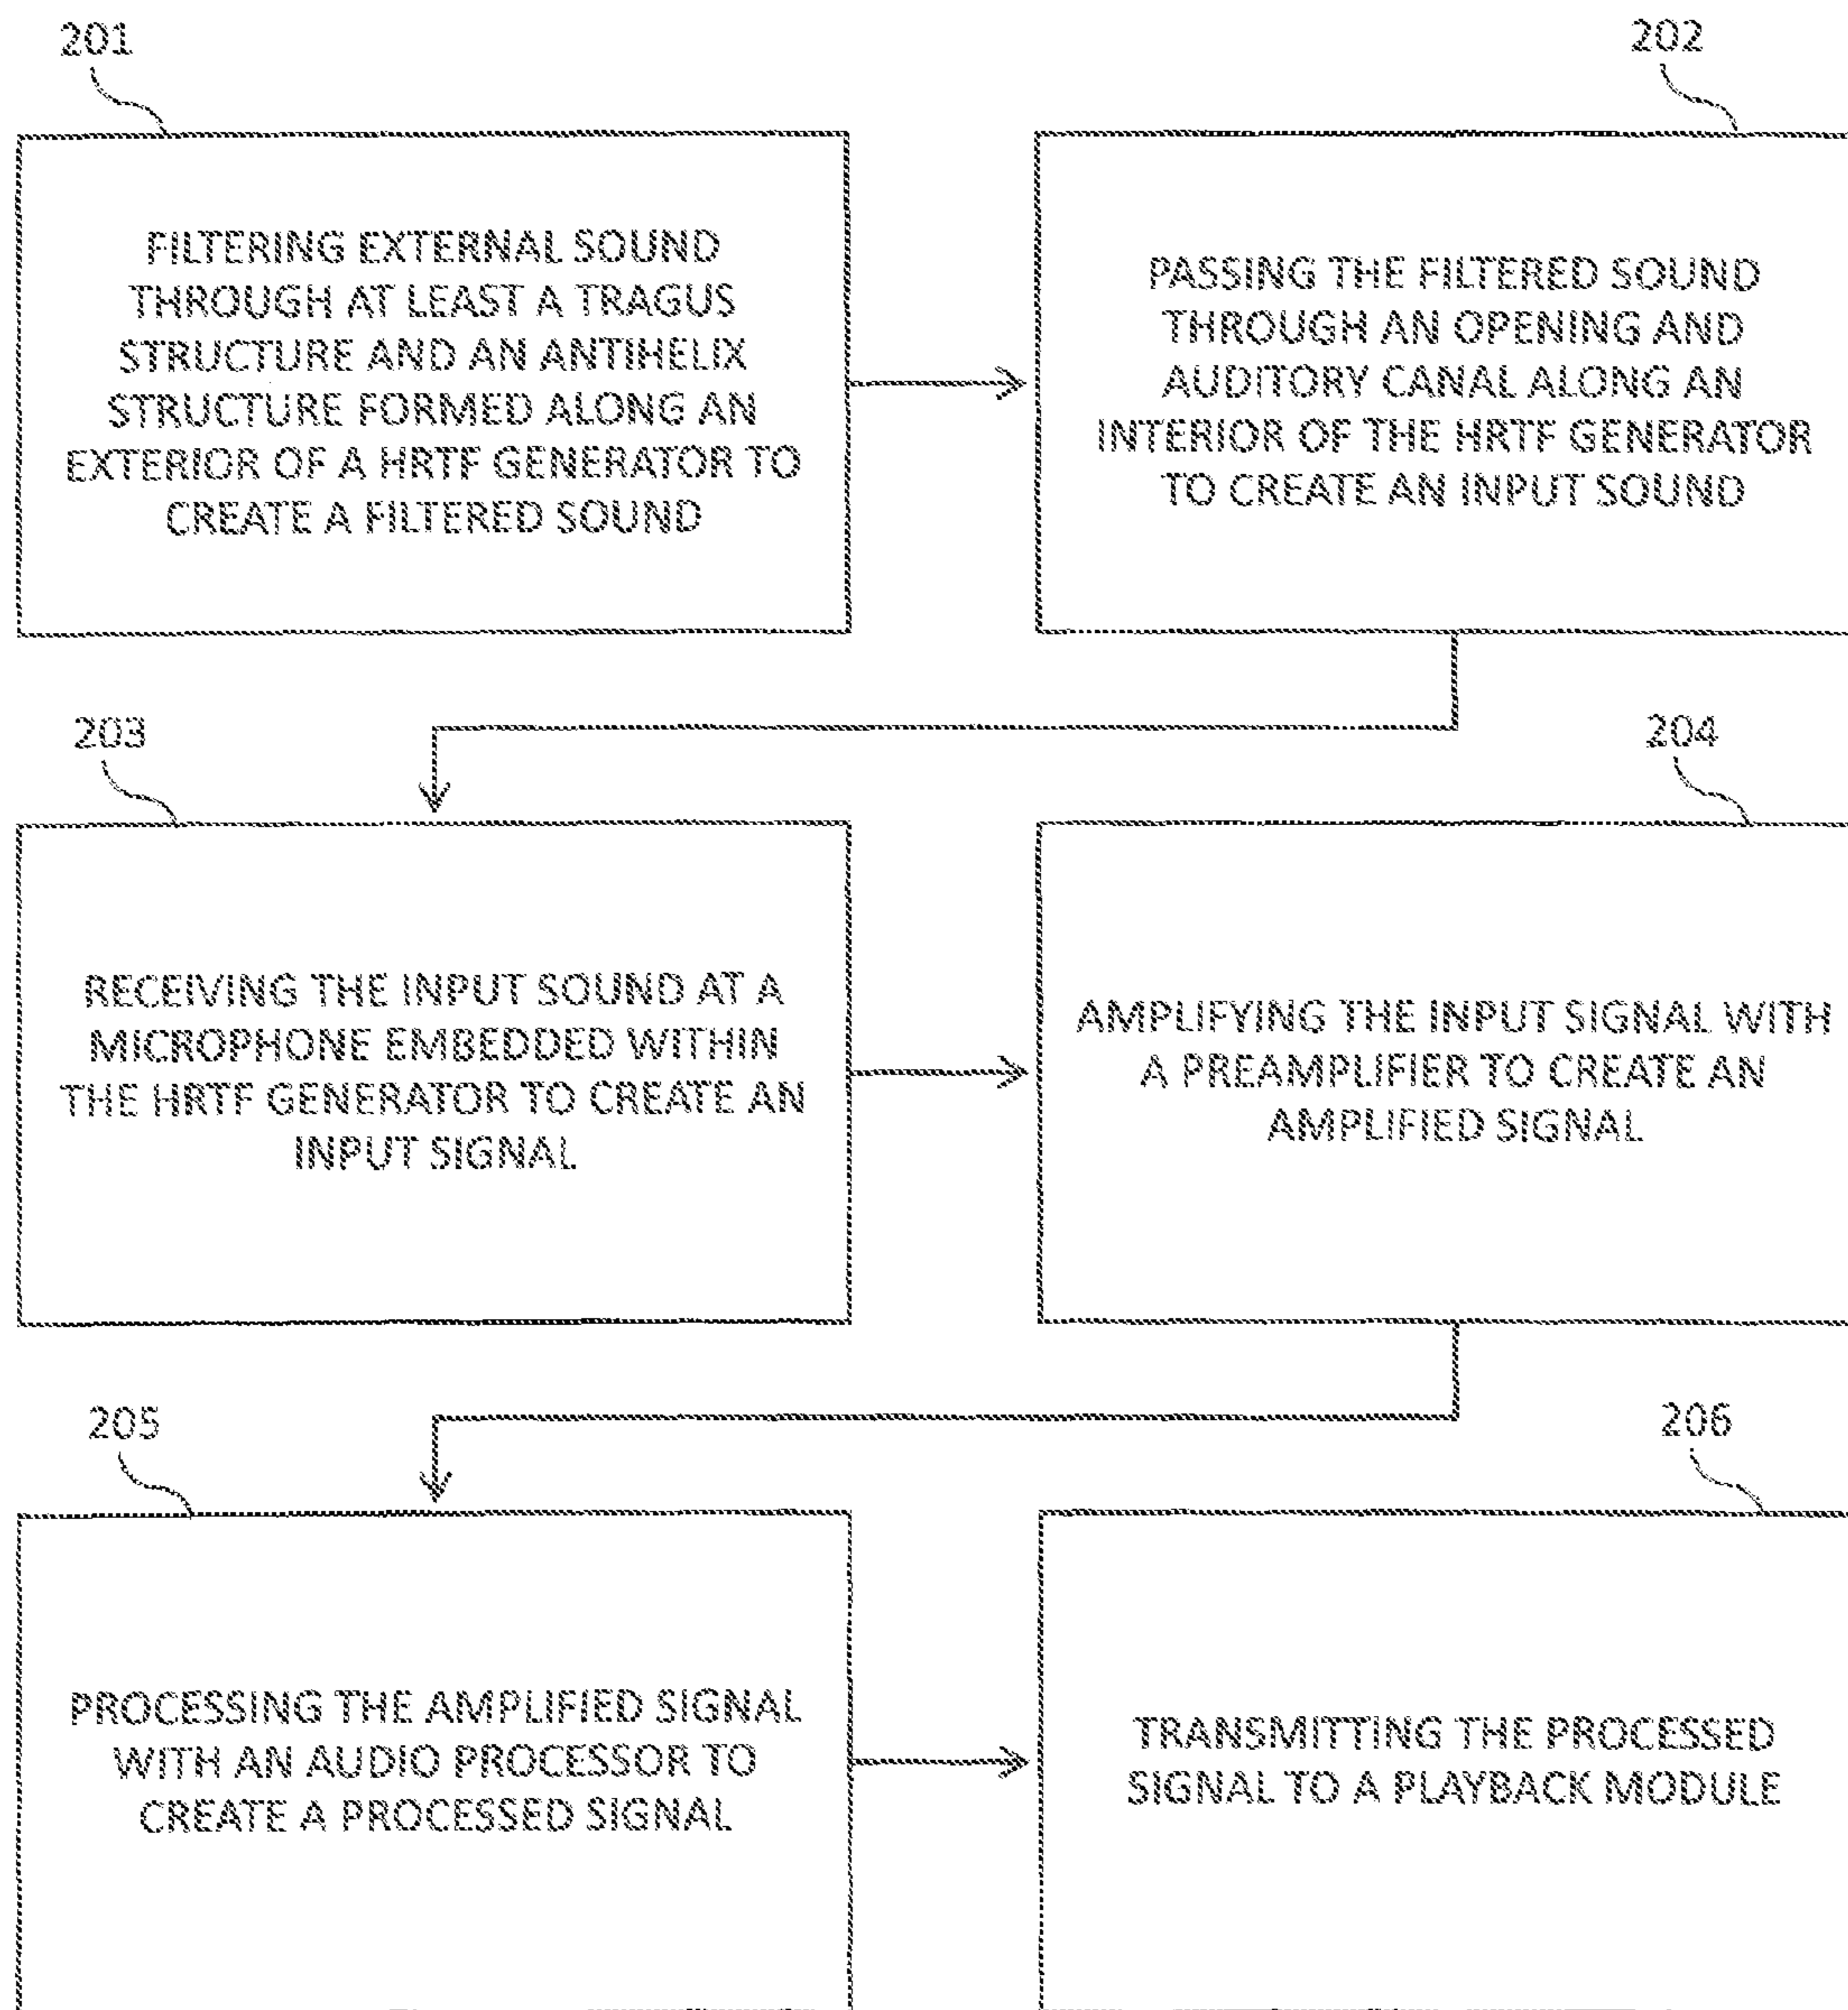 201
FILTERING EXTERNAL SOUND
THROUGH AT LEAST A TRAGUS
STRUCTURE AND AN ANTIHELIX
STRUCTURE FORMED ALONG AN
EXTERIOR OF A HRTF GENERATOR TO
CREATE A FILTERED SOUND
202
PASSING THE FILTERED SOUND
THROUGH AN OPENING AND
AUDITORY CANAL ALONG AN
INTERIOR OF THE HRTF GENERATOR
TO CREATE AN INPUT SOUND
203
RECEIVING THE INPUT SOUND AT A
MICROPHONE EMBEDDED WITHIN
THE HRTF GENERATOR TO CREATE AN
INPUT SIGNAL
204
AMPLIFYING THE INPUT SIGNAL WITH
A PREAMPLIFIER TO CREATE AN
AMPLIFIED SIGNAL
205
PROCESSING THE AMPLIFIED SIGNAL
WITH AN AUDIO PROCESSOR TO
CREATE A PROCESSED SIGNAL
206
TRANSMITTING THE PROCESSED
SIGNAL TO A PLAYBACK MODULE